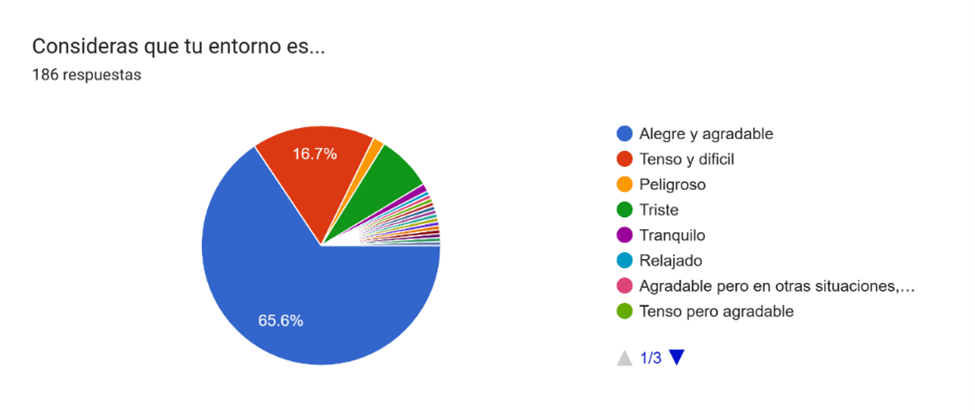 Consideras que tu entorno es...
186 respuestas
16.7%
65.6%
Alegre y agradable
Tenso y dificil
Peligroso
Triste
Tranquilo
Relajado
Agradable pero en otras situaciones,...
Tenso pero agradable
1/3